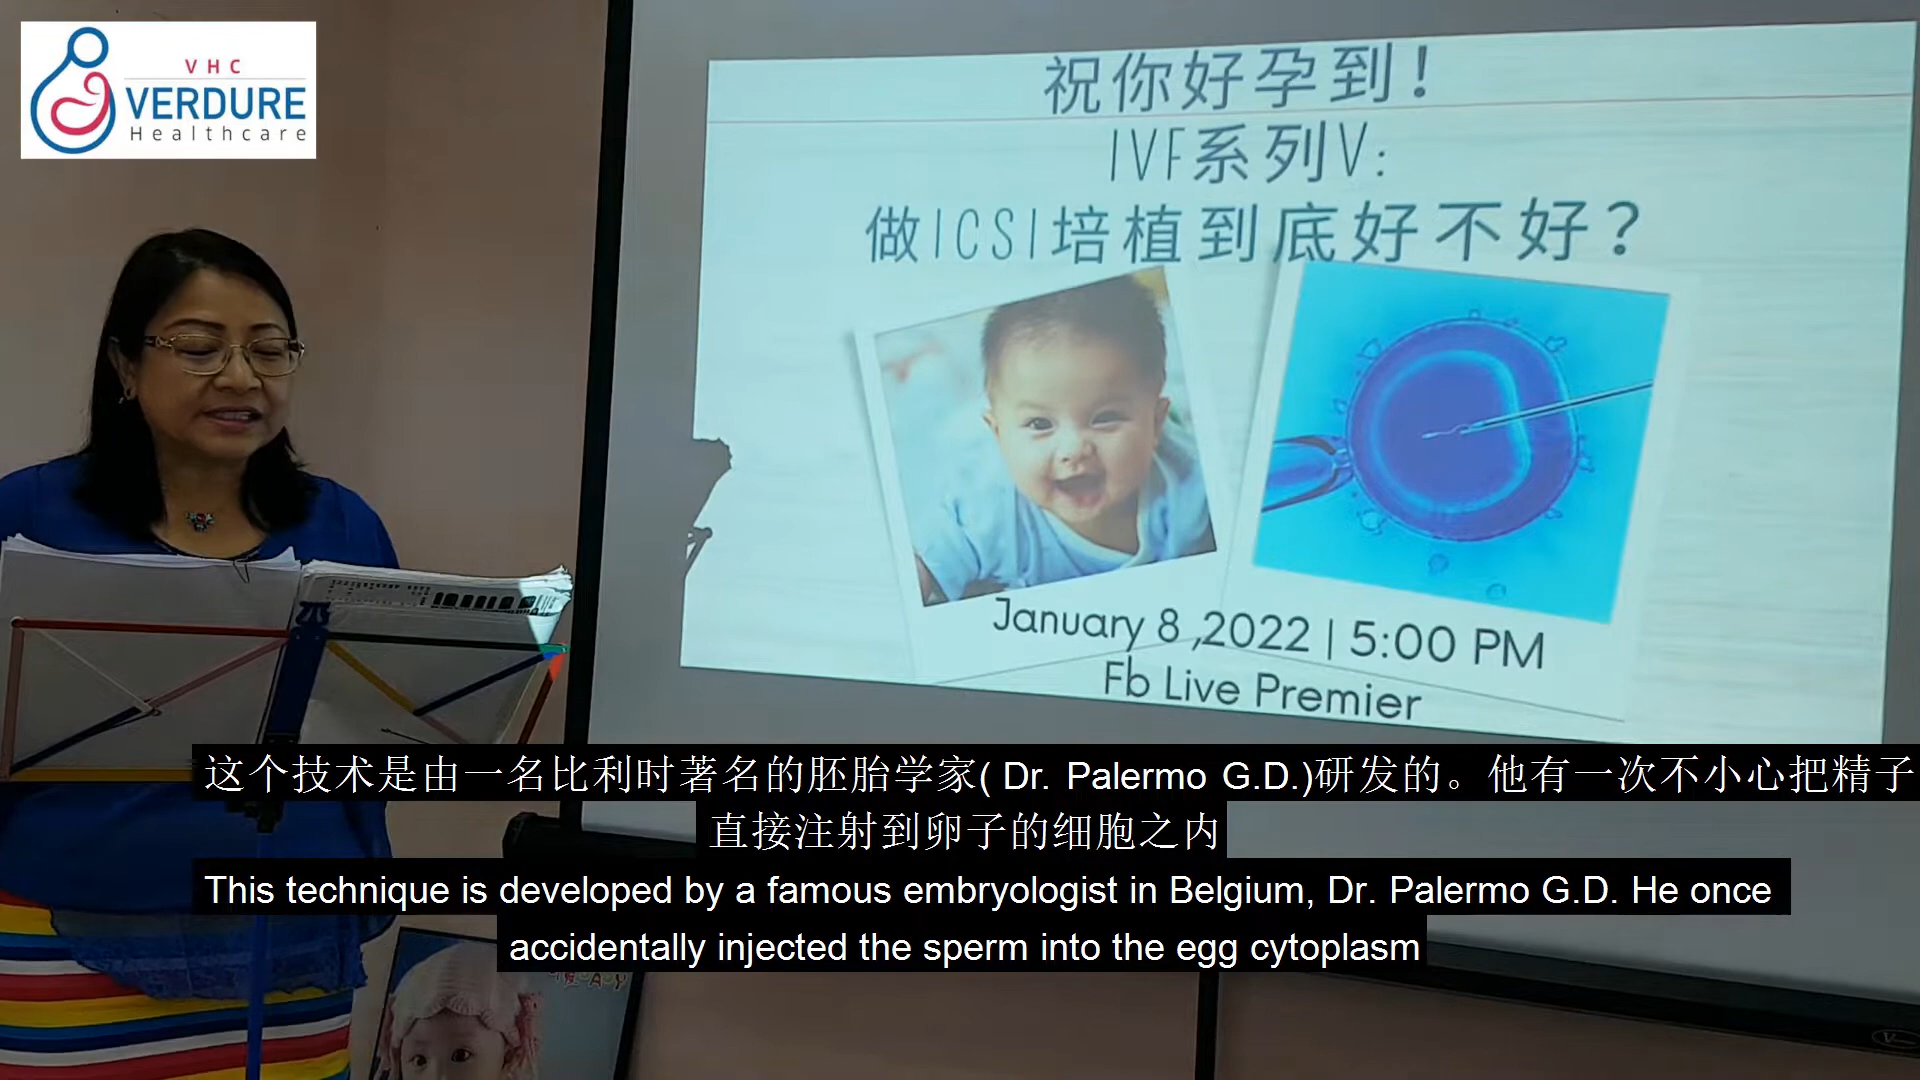 VHC
VERDURE
Healthcare
祝你好孕到！
IVF系列V:
做ICSI培植到底好不好？
January 8 ,2022 | 5:00 PM
Fb Live Premier
这个技术是由一名比利时著名的胚胎学家( Dr. Palermo G.D.)研发的。他有一次不小心把精子
直接注射到卵子的细胞之内
This technique is developed by a famous embryologist in Belgium, Dr. Palermo G.D. He once
accidentally injected the sperm into the egg cytoplasm